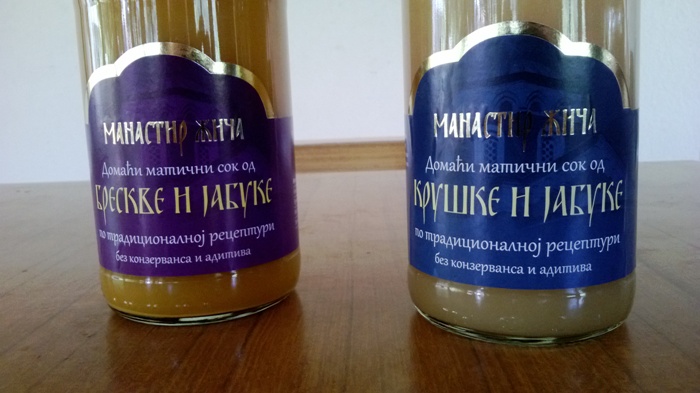 МАНАСТИР ЖИЧА
Домаћи матични сок од
БРЕСКВЕ И ЈАБУКЕ
по традиционалној рецептури
без конзерванса и адитива
МАНАСТИР ЖИЧА
Домаћи матични сок од
КРУШКЕ И ЈАБУКЕ
по традиционалној рецептури
без конзерванса и адитива